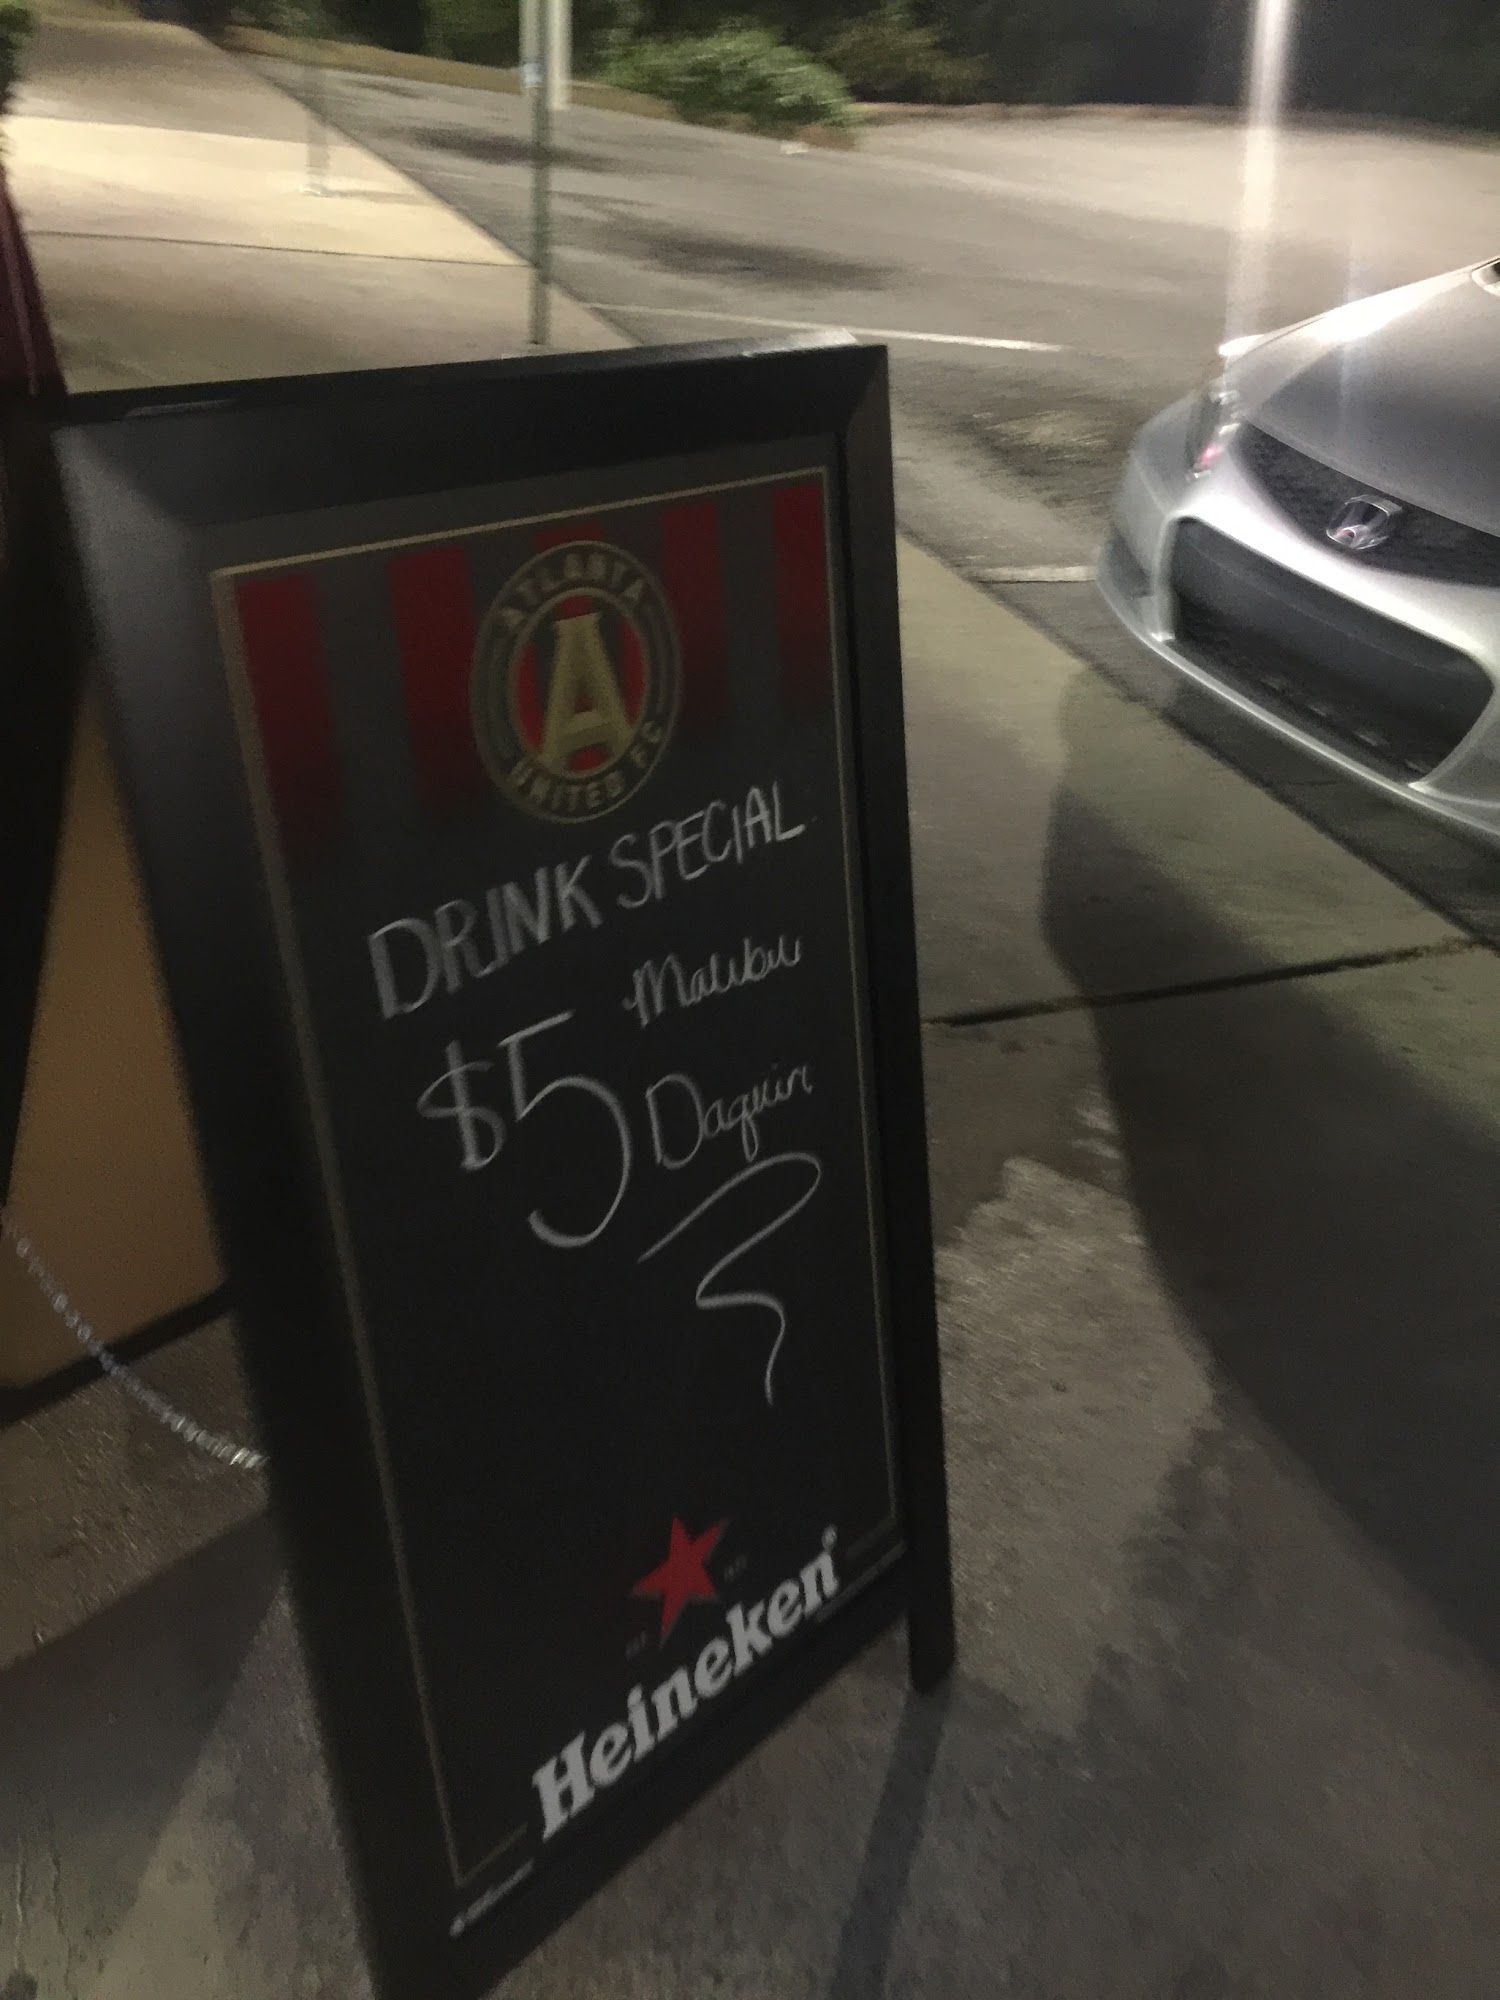 ATLANTA
A
UNITED FC
DRINK SPECIAL
$5 Malibu
Daquiri
Heineken